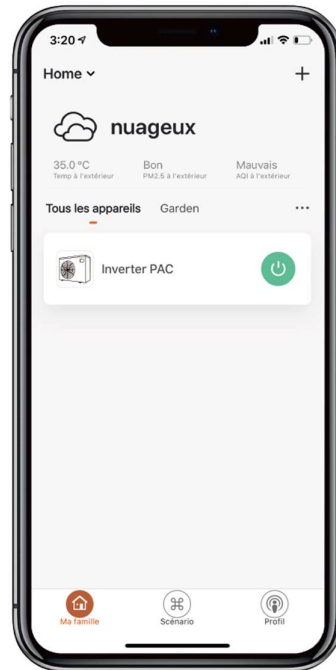 3:20
Home
nuageux
35.0 °C Bon Mauvais
Temp à l'extérieur PM2.5 à l'extérieur AQI à l'extérieur
Tous les appareils Garden
Inverter PAC
Ma famille Scénario Profil